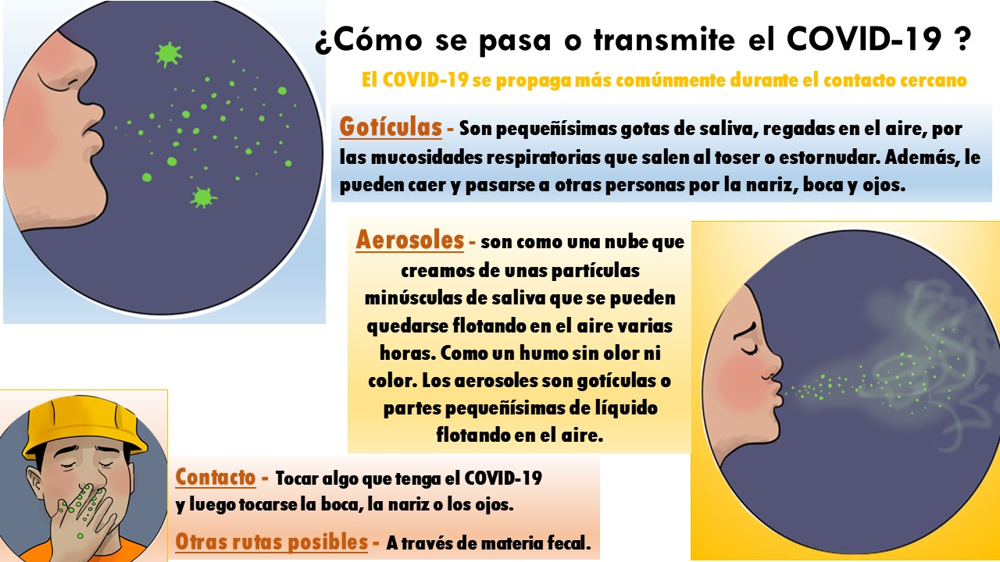 ¿Cómo se pasa o transmite el COVID-19 ?
El COVID-19 se propaga más comúnmente durante el contacto cercano
Gotículas - Son pequeñísimas gotas de saliva, regadas en el aire, por
las mucosidades respiratorias que salen al toser o estornudar. Además, le
pueden caer y pasarse a otras personas por la nariz, boca y ojos.
Aerosoles - son como una nube que
creamos de unas partículas
minúsculas de saliva que se pueden
quedarse flotando en el aire varias
horas. Como un humo sin olor ni
color. Los aerosoles son gotículas o
partes pequeñísimas de líquido
flotando en el aire.
Contacto - Tocar algo que tenga el COVID-19
y luego tocarse la boca, la nariz o los ojos.
Otras rutas posibles - A través de materia fecal.